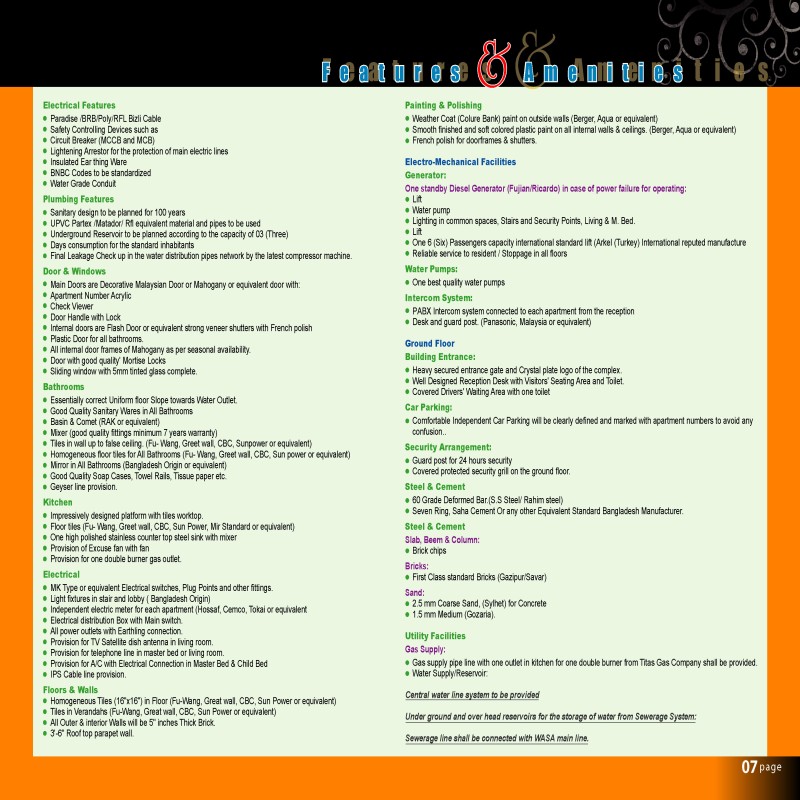 Features & Amenities
Electrical Features
Paradise /BRB/Poly/RFL Bizli Cable
Safety Controlling Devices such as
Circuit Breaker (MCCB and MCB)
Lightening Arrestor for the protection of main electric lines
Insulated Ear thing Ware
BNBC Codes to be standardized
Water Grade Conduit
Plumbing Features
Sanitary design to be planned for 100 years
UPVC Partex /Matador/ Rfl equivalent material and pipes to be used
Underground Reservoir to be planned according to the capacity of 03 (Three)
Days consumption for the standard inhabitants
Final Leakage Check up in the water distribution pipes network by the latest compressor machine.
Door & Windows
Main Doors are Decorative Malaysian Door or Mahogany or equivalent door with:
Apartment Number Acrylic
Check Viewer
Door Handle with Lock
Internal doors are Flash Door or equivalent strong veneer shutters with French polish
Plastic Door for all bathrooms.
All internal door frames of Mahogany as per seasonal availability.
Door with good quality' Mortise Locks
Sliding window with 5mm tinted glass complete.
Bathrooms
Essentially correct Uniform floor Slope towards Water Outlet.
Good Quality Sanitary Wares in All Bathrooms
Basin & Comet (RAK or equivalent)
Mixer (good quality fittings minimum 7 years warranty)
Tiles in wall up to false ceiling. (Fu- Wang, Greet wall, CBC, Sunpower or equivalent)
Homogeneous floor tiles for All Bathrooms (Fu- Wang, Greet wall, CBC, Sun power or equivalent)
Mirror in All Bathrooms (Bangladesh Origin or equivalent)
Good Quality Soap Cases, Towel Rails, Tissue paper etc.
Geyser line provision.
Kitchen
Impressively designed platform with tiles worktop.
Floor tiles (Fu- Wang, Greet wall, CBC, Sun Power, Mir Standard or equivalent)
One high polished stainless counter top steel sink with mixer
Provision of Excuse fan with fan
Provision for one double burner gas outlet.
Electrical
MK Type or equivalent Electrical switches, Plug Points and other fittings.
Light fixtures in stair and lobby ( Bangladesh Origin)
Independent electric meter for each apartment (Hossaf, Cemco, Tokai or equivalent
Electrical distribution Box with Main switch.
All power outlets with Earthling connection.
Provision for TV Satellite dish antenna in living room.
Provision for telephone line in master bed or living room.
Provision for A/C with Electrical Connection in Master Bed & Child Bed
IPS Cable line provision.
Floors & Walls
Homogeneous Tiles (16"x16") in Floor (Fu-Wang, Great wall, CBC, Sun Power or equivalent)
Tiles in Verandahs (Fu-Wang, Great wall, CBC, Sun Power or equivalent)
All Outer & interior Walls will be 5" inches Thick Brick.
3'-6" Roof top parapet wall.
Painting & Polishing
Weather Coat (Colure Bank) paint on outside walls (Berger, Aqua or equivalent)
Smooth finished and soft colored plastic paint on all internal walls & ceilings. (Berger, Aqua or equivalent)
French polish for doorframes & shutters.
Electro-Mechanical Facilities
Generator:
One standby Diesel Generator (Fujian/Ricardo) in case of power failure for operating:
Lift
Water pump
Lighting in common spaces, Stairs and Security Points, Living & M. Bed.
Lift
One 6 (Six) Passengers capacity international standard lift (Arkel (Turkey) International reputed manufacture
Reliable service to resident / Stoppage in all floors
Water Pumps:
One best quality water pumps
Intercom System:
PABX Intercom system connected to each apartment from the reception
Desk and guard post. (Panasonic, Malaysia or equivalent)
Ground Floor
Building Entrance:
Heavy secured entrance gate and Crystal plate logo of the complex.
Well Designed Reception Desk with Visitors' Seating Area and Toilet.
Covered Drivers' Waiting Area with one toilet
Car Parking:
Comfortable Independent Car Parking will be clearly defined and marked with apartment numbers to avoid any
confusion..
Security Arrangement:
Guard post for 24 hours security
Covered protected security grill on the ground floor.
Steel & Cement
60 Grade Deformed Bar.(S.S Steel/ Rahim steel)
Seven Ring, Saha Cement Or any other Equivalent Standard Bangladesh Manufacturer.
Steel & Cement
Slab, Beem & Column:
Brick chips
Bricks:
First Class standard Bricks (Gazipur/Savar)
Sand:
2.5 mm Coarse Sand, (Sylhet) for Concrete
1.5 mm Medium (Gozaria).
Utility Facilities
Gas Supply:
Gas supply pipe line with one outlet in kitchen for one double burner from Titas Gas Company shall be provided.
Water Supply/Reservoir:
Central water line system to be provided
Under ground and over head reservoirs for the storage of water from Sewerage System:
Sewerage line shall be connected with WASA main line.
07 page